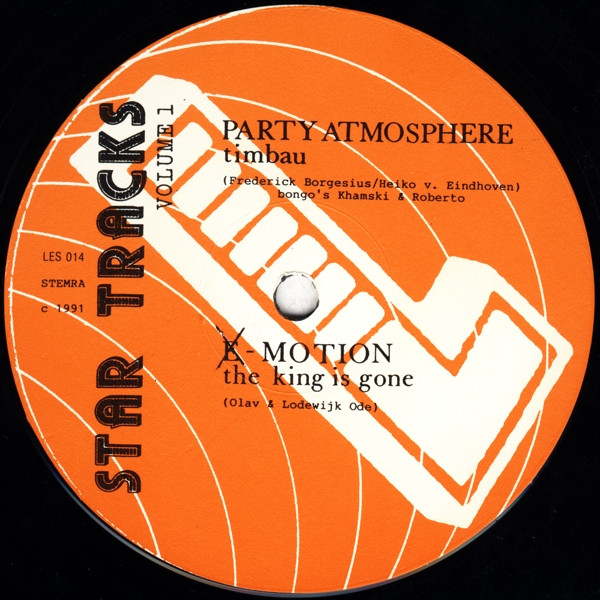 STAR TRACKS
VOLUME 1
PARTY ATMOSPHERE
timbau
(Frederick Borgesius/Heiko v. Eindhoven)
bongo's Khamski & Roberto
LES 014
STEMRA
c 1991
E - MOTION
the king is gone
(Olav & Lodewijk Ode)